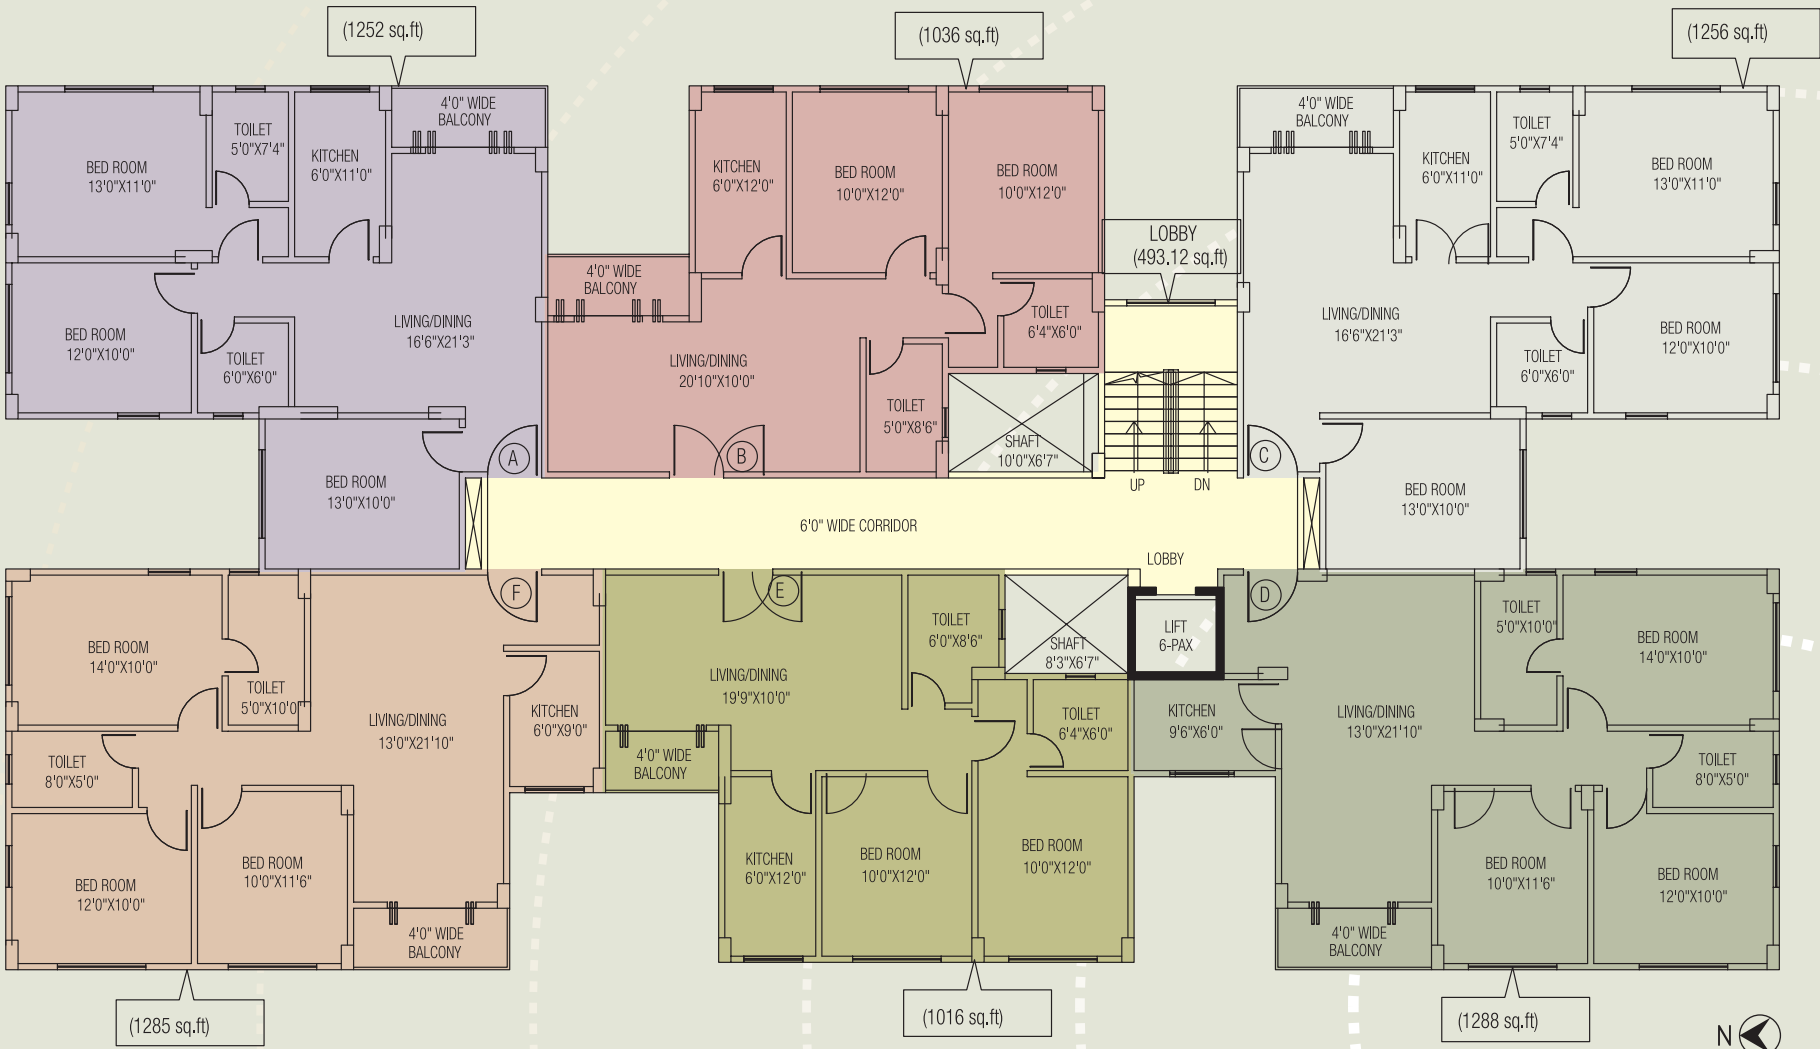 (1252 sq.ft)
(1036 sq.ft)
(1256 sq.ft)
BED ROOM
13'0"X11'0"
TOILET
5'0"X7'4"
KITCHEN
6'0"X11'0"
4'0" WIDE
BALCONY
BED ROOM
12'0"X10'0"
TOILET
6'0"X6'0"
LIVING/DINING
16'6"X21'3"
BED ROOM
13'0"X10'0"
A
KITCHEN
6'0"X12'0"
BED ROOM
10'0"X12'0"
BED ROOM
10'0"X12'0"
4'0" WIDE
BALCONY
LIVING/DINING
20'10"X10'0"
TOILET
6'4"X6'0"
TOILET
5'0"X8'6"
B
SHAFT
10'0"X6'7"
LOBBY
(493.12 sq.ft)
UP
DN
4'0" WIDE
BALCONY
KITCHEN
6'0"X11'0"
TOILET
5'0"X7'4"
BED ROOM
13'0"X11'0"
LIVING/DINING
16'6"X21'3"
TOILET
6'0"X6'0"
BED ROOM
12'0"X10'0"
C
BED ROOM
13'0"X10'0"
6'0" WIDE CORRIDOR
LOBBY
F
BED ROOM
14'0"X10'0"
TOILET
5'0"X10'0"
LIVING/DINING
13'0"X21'10"
KITCHEN
6'0"X9'0"
TOILET
8'0"X5'0"
BED ROOM
12'0"X10'0"
BED ROOM
10'0"X11'6"
4'0" WIDE
BALCONY
E
LIVING/DINING
19'9"X10'0"
TOILET
6'0"X8'6"
SHAFT
8'3"X6'7"
LIFT
6-PAX
4'0" WIDE
BALCONY
TOILET
6'4"X6'0"
KITCHEN
6'0"X12'0"
BED ROOM
10'0"X12'0"
BED ROOM
10'0"X12'0"
D
KITCHEN
9'6"X6'0"
LIVING/DINING
13'0"X21'10"
TOILET
5'0"X10'0"
BED ROOM
14'0"X10'0"
TOILET
8'0"X5'0"
BED ROOM
10'0"X11'6"
BED ROOM
12'0"X10'0"
4'0" WIDE
BALCONY
(1285 sq.ft)
(1016 sq.ft)
(1288 sq.ft)
N